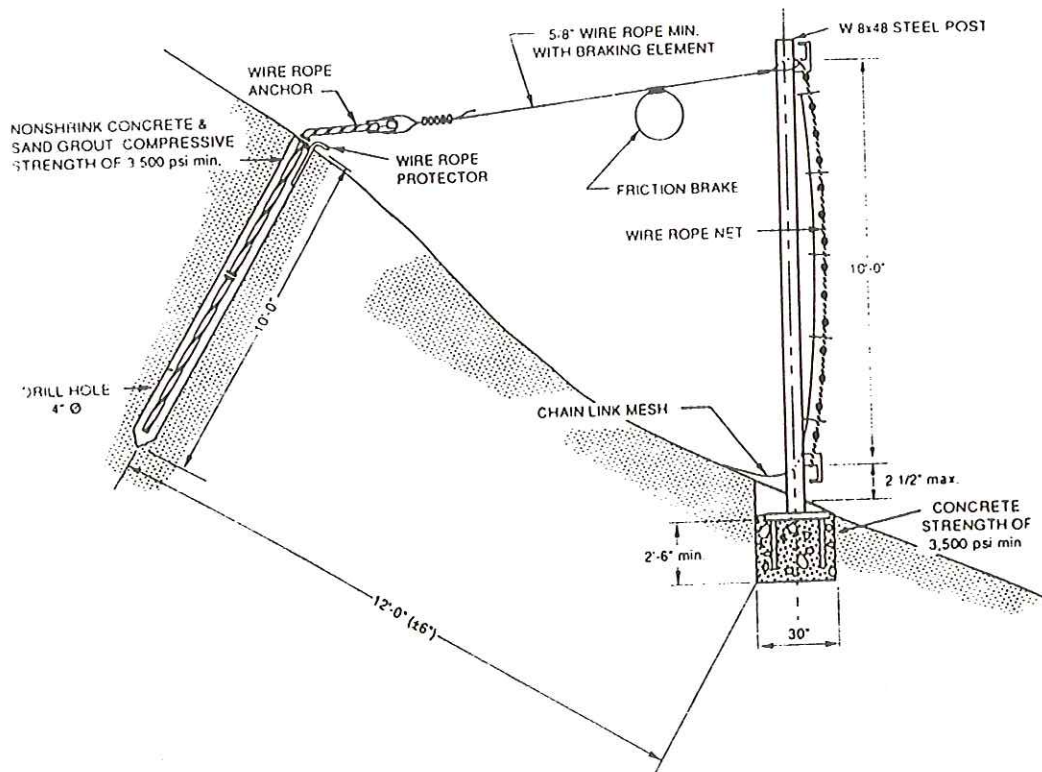 W 8x48 STEEL POST
5-8" WIRE ROPE MIN.
WITH BRAKING ELEMENT
WIRE ROPE
ANCHOR
NONSHRINK CONCRETE &
SAND GROUT COMPRESSIVE
STRENGTH OF 3 500 psi min.
WIRE ROPE
PROTECTOR
FRICTION BRAKE
WIRE ROPE NET
10'-0"
10'-0"
DRILL HOLE
4" Ø
CHAIN LINK MESH
2 1/2" max.
CONCRETE
STRENGTH OF
3,500 psi min
2'-6" min
12'-0" (±6")
30"